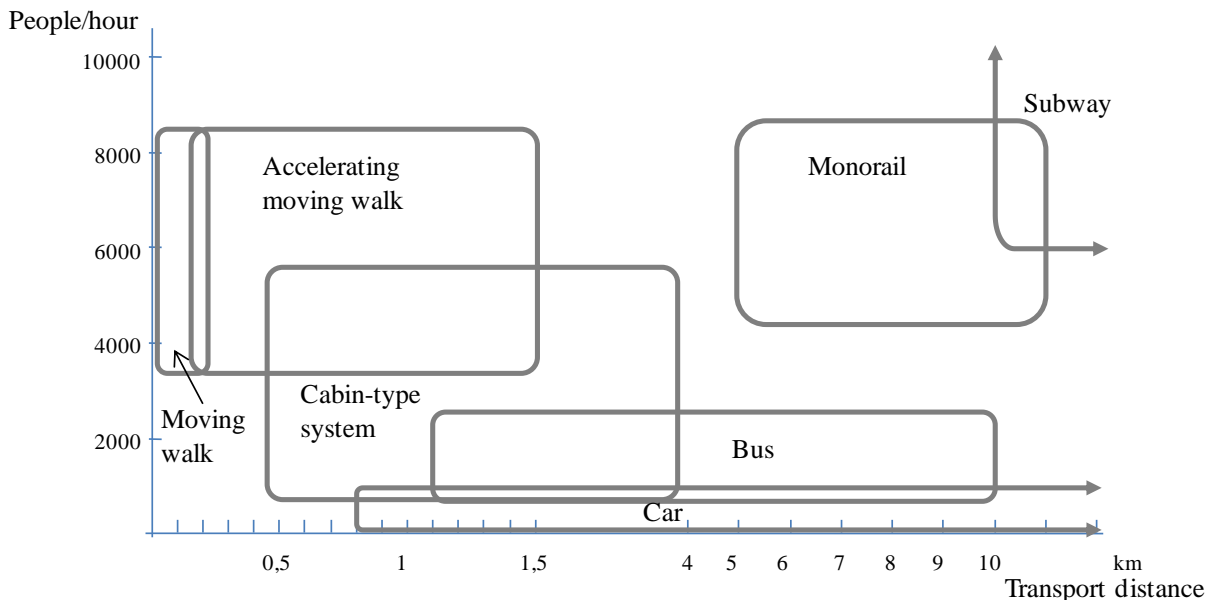 People/hour
10000
Subway
8000
Accelerating
moving walk
Monorail
6000
4000
Cabin-type
system
Moving
walk
2000
Bus
Car
0,5 1 1,5 4 5 6 7 8 9 10 km
Transport distance